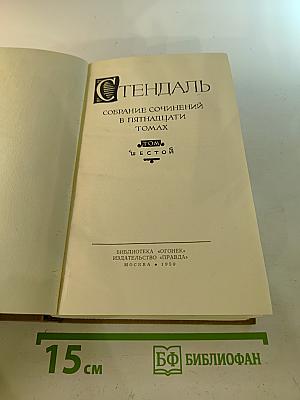 СТЕНДАЛЬ
СОБРАНИЕ СОЧИНЕНИЙ
В ПЯТНАДЦАТИ
ТОМАХ
ТОМ
ШЕСТОЙ
БИБЛИОТЕКА «ОГОНЕК»
ИЗДАТЕЛЬСТВО «ПРАВДА»
МОСКВА • 1959
15 см
БФ БИБЛИОФАН